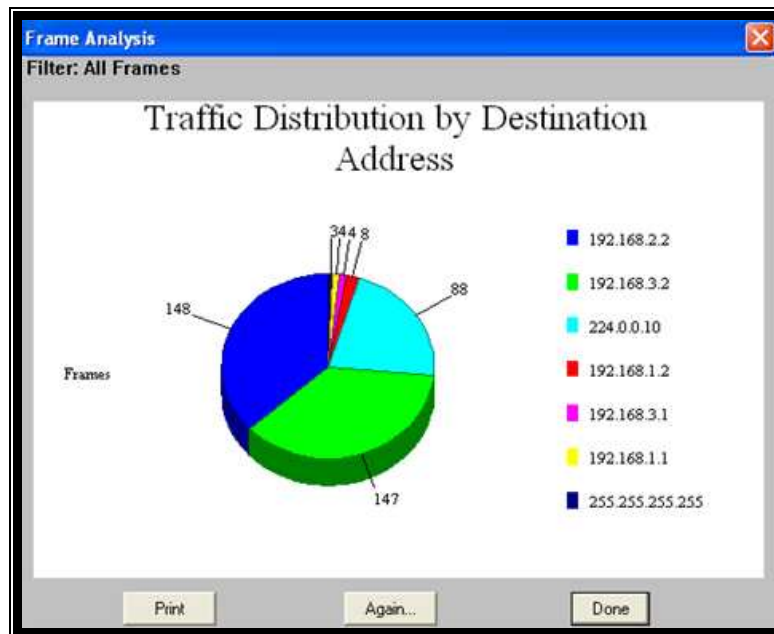 Frame Analysis
Filter: All Frames
Traffic Distribution by Destination
Address
3 4 4 8
88
148
147
Frames
192.168.2.2
192.168.3.2
224.0.0.10
192.168.1.2
192.168.3.1
192.168.1.1
255.255.255.255
Print
Again...
Done